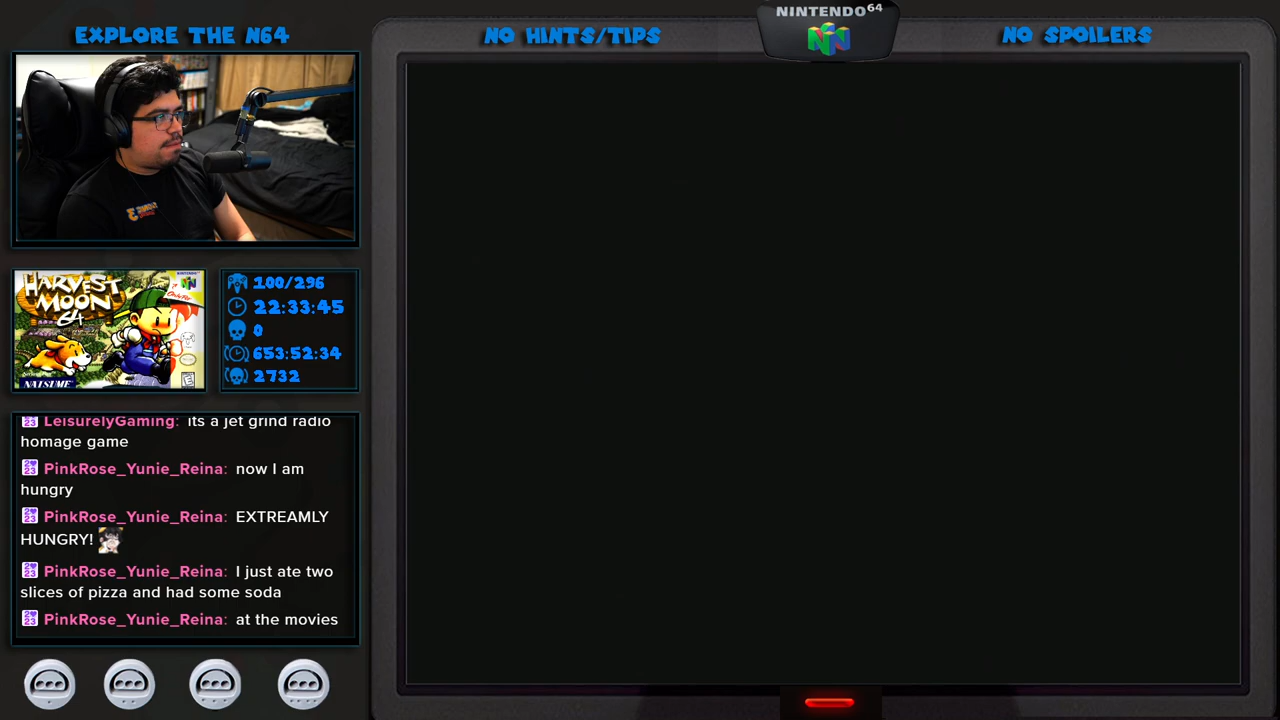 EXPLORE THE N64
NO HINTS/TIPS
NINTENDO 64
NO SPOILERS
HARVEST
MOON
64
NATSUME
100/296
22:33:45
0
653:52:34
2732
LeisurelyGaming: its a jet grind radio
homage game
PinkRose_Yunie_Reina: now I am
hungry
PinkRose_Yunie_Reina: EXTREAMLY
HUNGRY!
PinkRose_Yunie_Reina: I just ate two
slices of pizza and had some soda
PinkRose_Yunie_Reina: at the movies